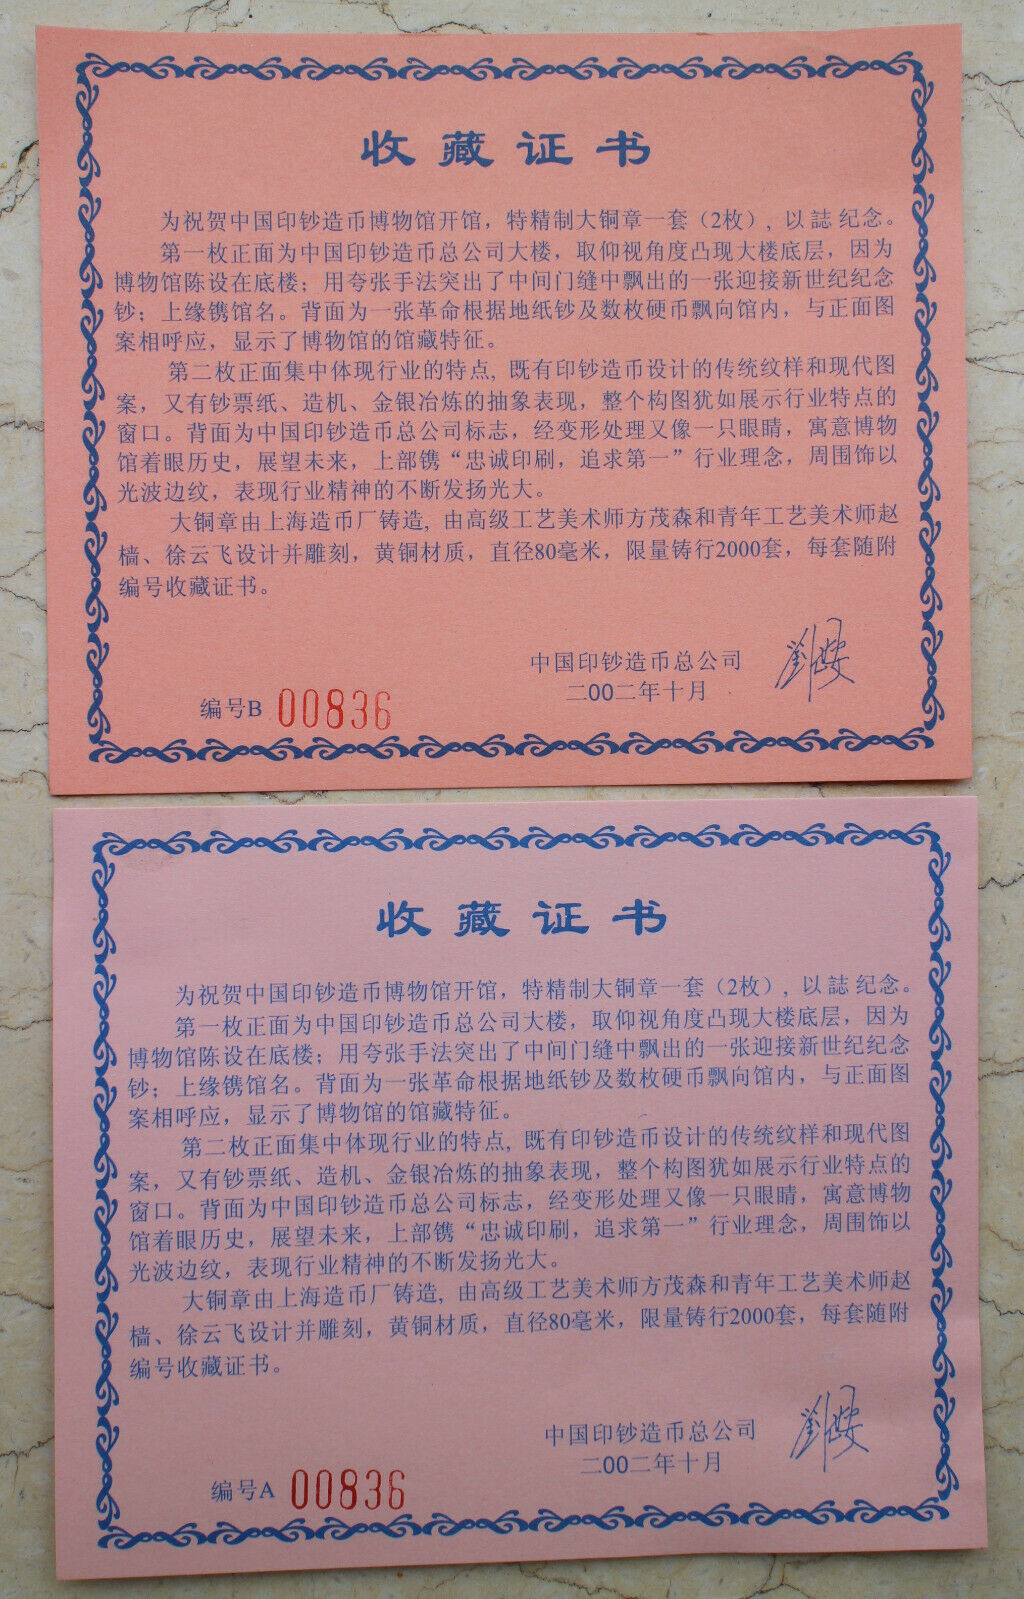 收藏证书
为祝贺中国印钞造币博物馆开馆，特精制大铜章一套（2枚），以誌纪念。
第一枚正面为中国印钞造币总公司大楼，取仰视角度凸现大楼底层，因为
博物馆陈设在底楼；用夸张手法突出了中间门缝中飘出的一张迎接新世纪纪念
钞；上缘镌馆名。背面为一张革命根据地纸钞及数枚硬币飘向馆内，与正面图
案相呼应，显示了博物馆的馆藏特征。
第二枚正面集中体现行业的特点，既有印钞造币设计的传统纹样和现代图
案，又有钞票纸、造机、金银冶炼的抽象表现，整个构图犹如展示行业特点的
窗口。背面为中国印钞造币总公司标志，经变形处理又像一只眼睛，寓意博物
馆着眼历史，展望未来，上部镌“忠诚印刷，追求第一”行业理念，周围饰以
光波边纹，表现行业精神的不断发扬光大。
大铜章由上海造币厂铸造，由高级工艺美术师方茂森和青年工艺美术师赵
樯、徐云飞设计并雕刻，黄铜材质，直径80毫米，限量铸行2000套，每套随附
编号收藏证书。
中国印钞造币总公司
二00二年十月
编号B 00836
收藏证书
为祝贺中国印钞造币博物馆开馆，特精制大铜章一套（2枚），以誌纪念。
第一枚正面为中国印钞造币总公司大楼，取仰视角度凸现大楼底层，因为
博物馆陈设在底楼；用夸张手法突出了中间门缝中飘出的一张迎接新世纪纪念
钞；上缘镌馆名。背面为一张革命根据地纸钞及数枚硬币飘向馆内，与正面图
案相呼应，显示了博物馆的馆藏特征。
第二枚正面集中体现行业的特点，既有印钞造币设计的传统纹样和现代图
案，又有钞票纸、造机、金银冶炼的抽象表现，整个构图犹如展示行业特点的
窗口。背面为中国印钞造币总公司标志，经变形处理又像一只眼睛，寓意博物
馆着眼历史，展望未来，上部镌“忠诚印刷，追求第一”行业理念，周围饰以
光波边纹，表现行业精神的不断发扬光大。
大铜章由上海造币厂铸造，由高级工艺美术师方茂森和青年工艺美术师赵
樯、徐云飞设计并雕刻，黄铜材质，直径80毫米，限量铸行2000套，每套随附
编号收藏证书。
中国印钞造币总公司
二00二年十月
编号A 00836